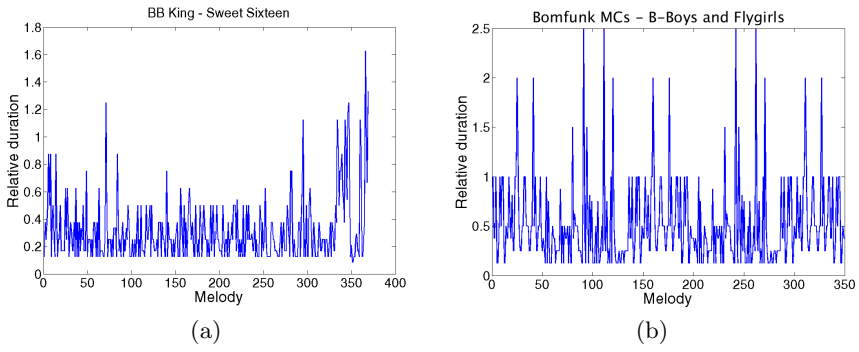 BB King - Sweet Sixteen
Relative duration
1.8
1.6
1.4
1.2
1
0.8
0.6
0.4
0.2
0
0 50 100 150 200 250 300 350 400
Melody
(a)
Bomfunk MCs - B-Boys and Flygirls
Relative duration
2.5
2
1.5
1
0.5
0
0 50 100 150 200 250 300 350
Melody
(b)